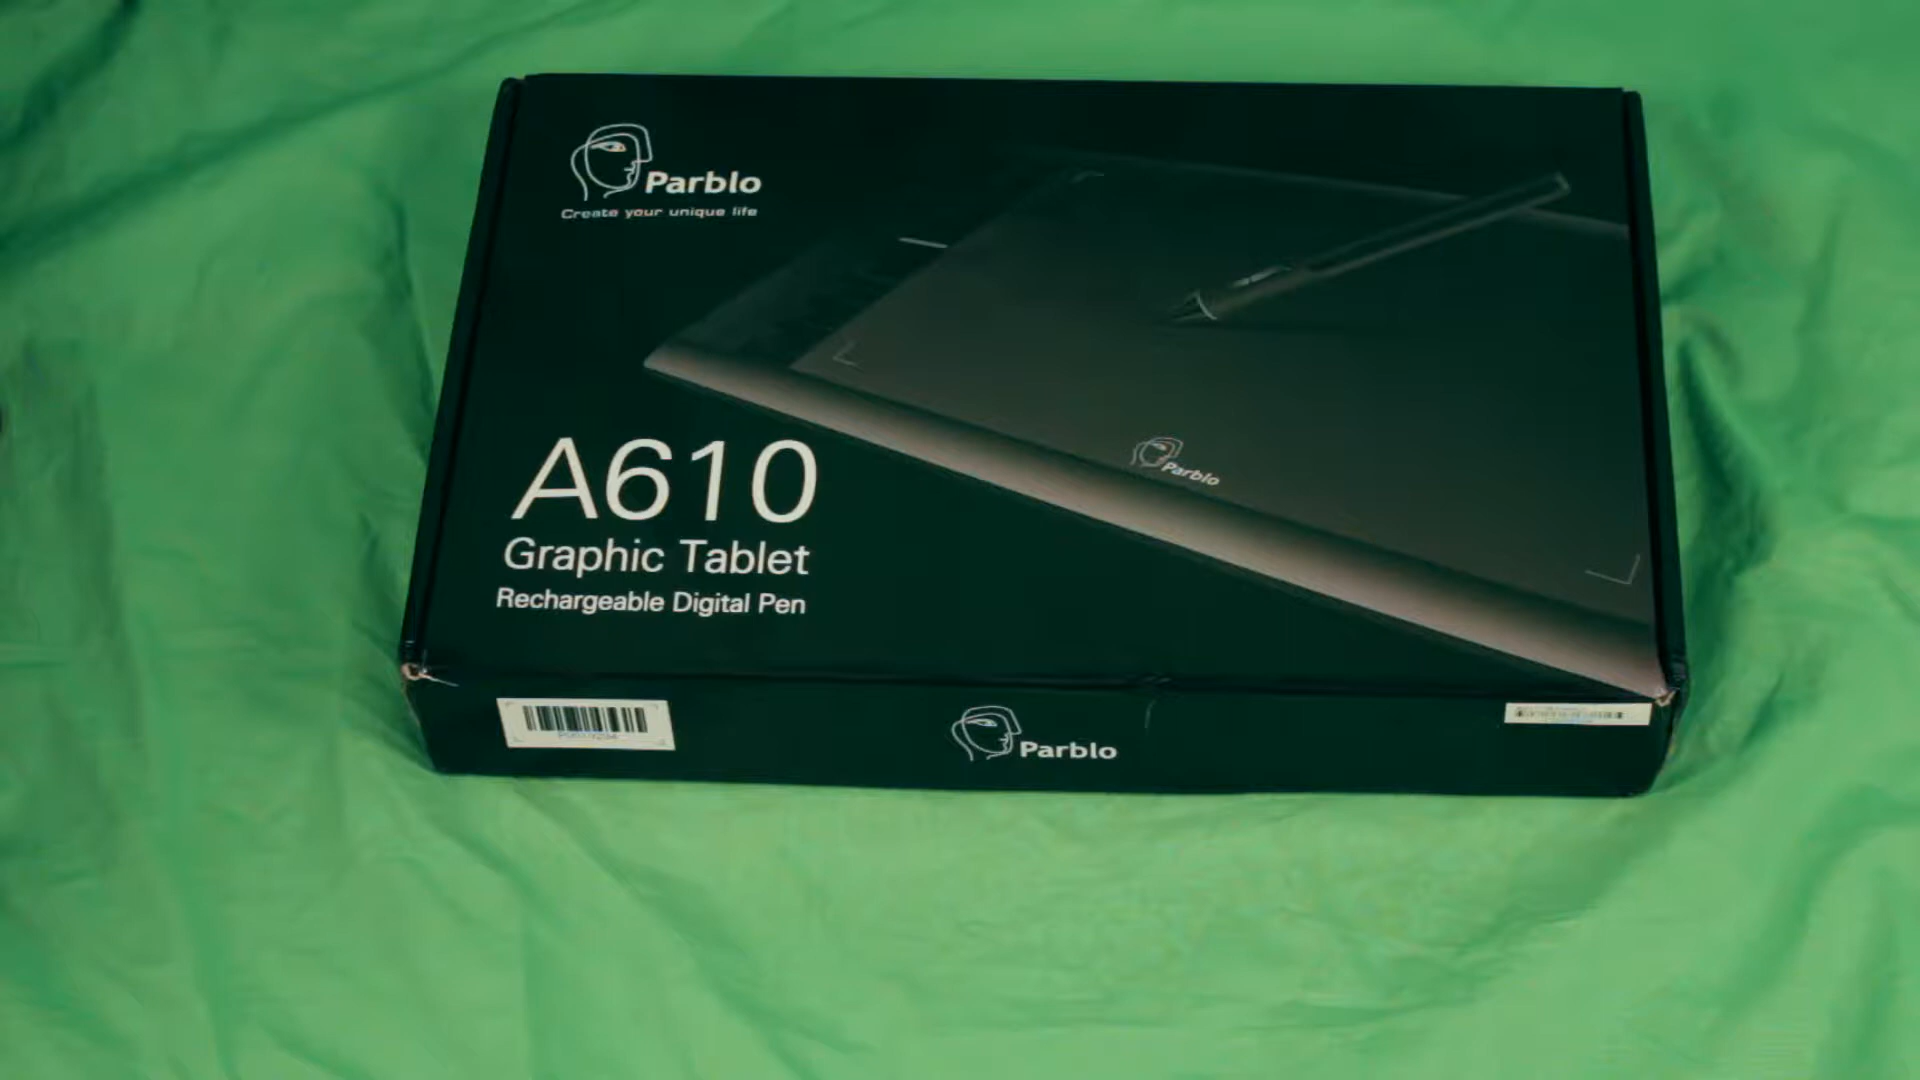 Parblo
Create your unique life
Parblo
A610
Graphic Tablet
Rechargeable Digital Pen
Parblo